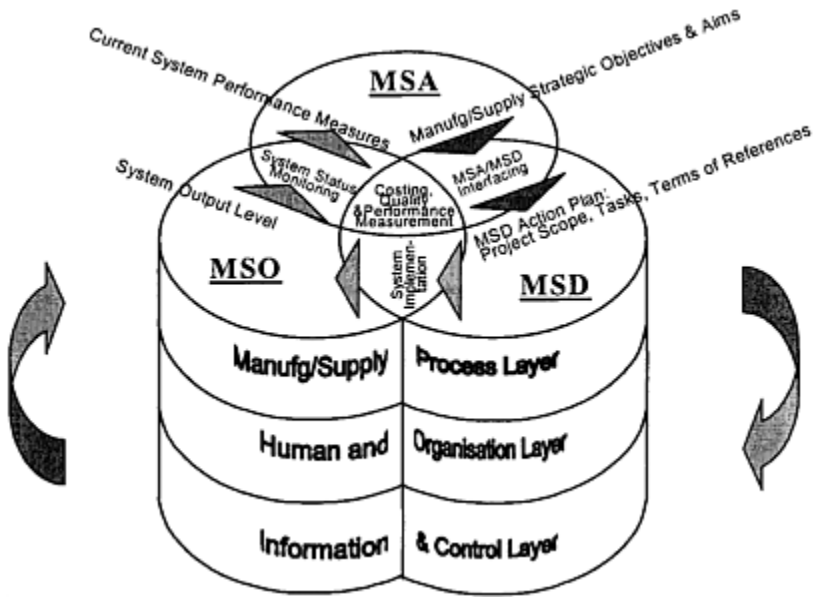 MSA
Current System Performance Measures
Manufg/Supply Strategic Objectives & Aims
System Output Level
System Status
Monitoring
MSA/MSD
Interfacing
Costing,
Quality
&Performance
Measurement
MSD Action Plan:
Project Scope, Tasks, Terms of References
MSO
System
Implemen-
tation
MSD
Manufg/Supply Process Layer
Human and Organisation Layer
Information & Control Layer